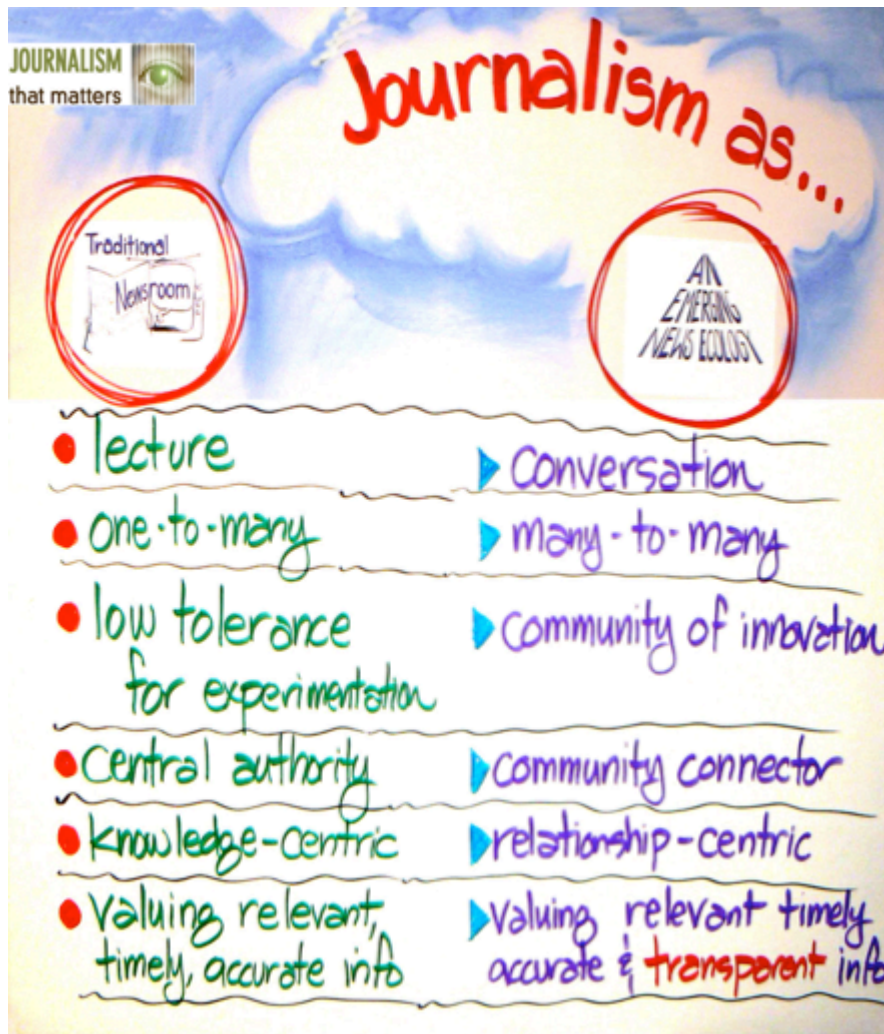 JOURNALISM
that matters
Journalism as...
Traditional
Newsroom
AN
EMERGING
NEWS ECOLOGY
lecture
Conversation
one-to-many
many-to-many
low tolerance
for experimentation
community of innovation
Central authority
community connector
knowledge-centric
relationship-centric
Valuing relevant,
timely, accurate info
Valuing relevant timely
accurate & transparent info